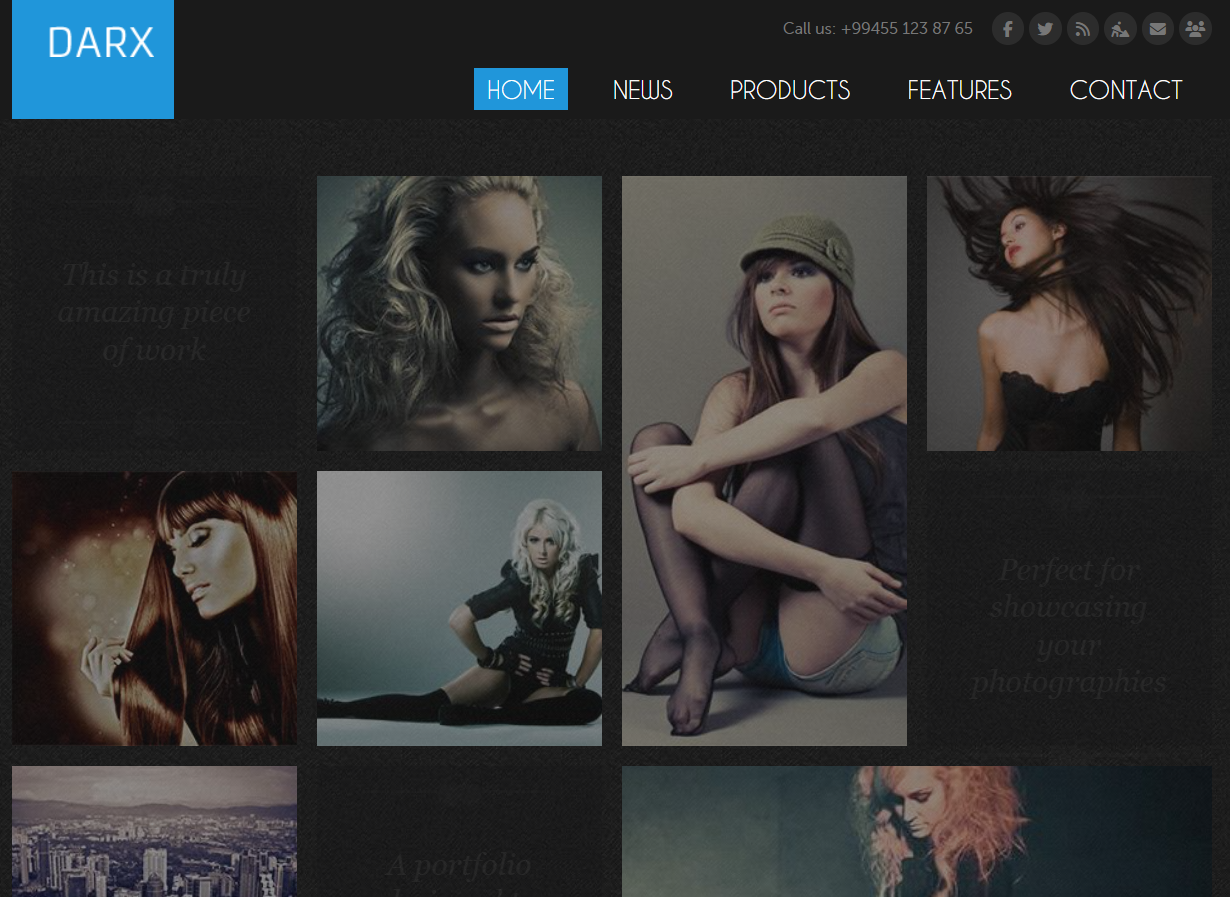 DARX
Call us: +99455 123 87 65
HOME NEWS PRODUCTS FEATURES CONTACT
This is a truly
amazing piece
of work
Perfect for
showcasing
your
photographies
A portfolio